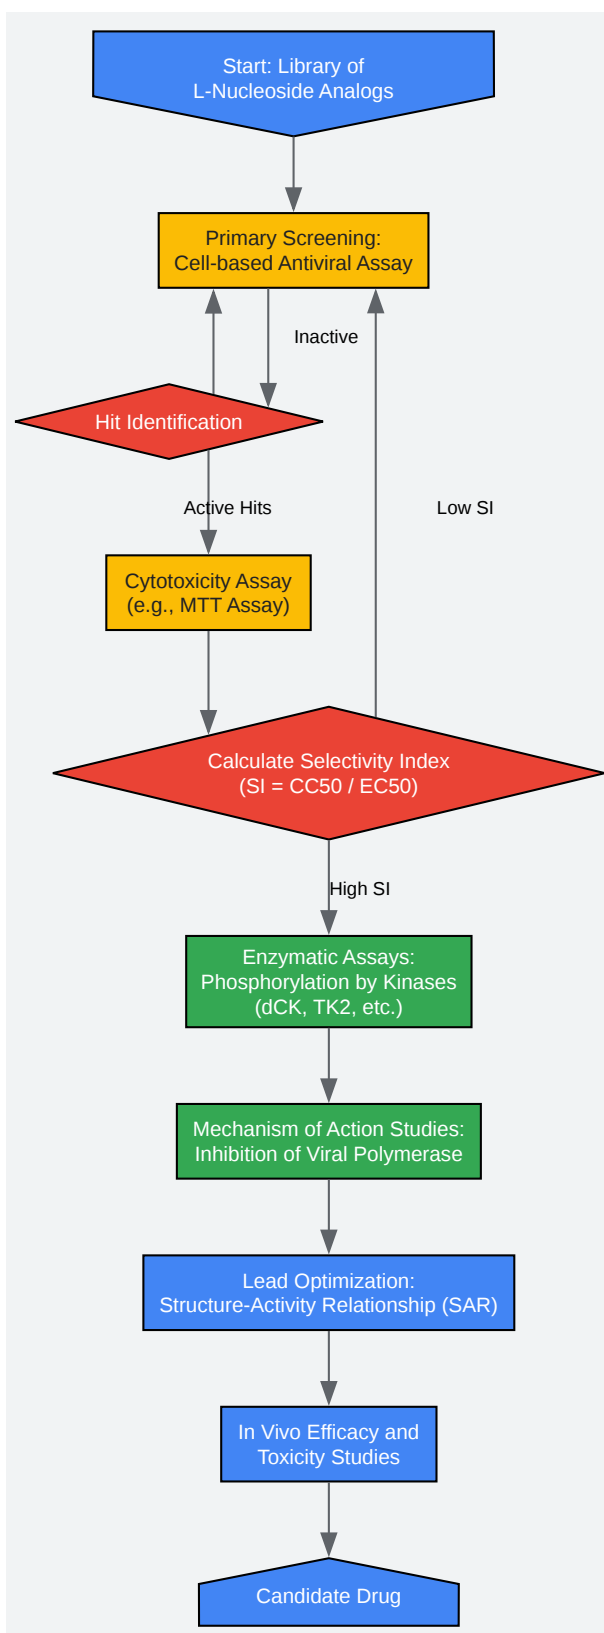 Start: Library of
L-Nucleoside Analogs
Primary Screening:
Cell-based Antiviral Assay
Inactive
Hit Identification
Active Hits
Low SI
Cytotoxicity Assay
(e.g., MTT Assay)
Calculate Selectivity Index
(SI = CC50 / EC50)
High SI
Enzymatic Assays:
Phosphorylation by Kinases
(dCK, TK2, etc.)
Mechanism of Action Studies:
Inhibition of Viral Polymerase
Lead Optimization:
Structure-Activity Relationship (SAR)
In Vivo Efficacy and
Toxicity Studies
Candidate Drug